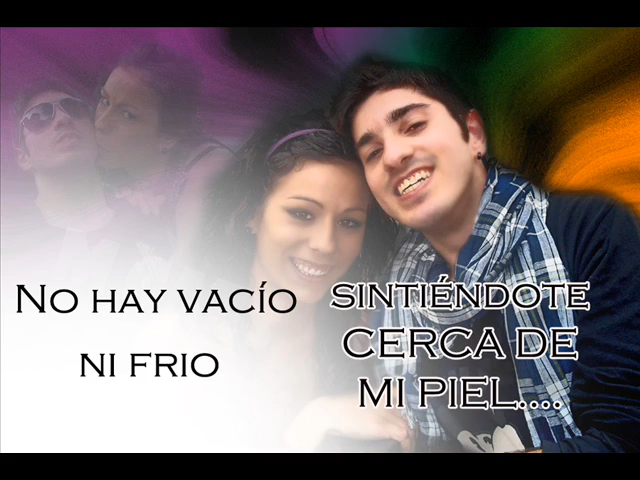 No hay vacío
ni frio
sintiéndote
cerca de
mi piel....